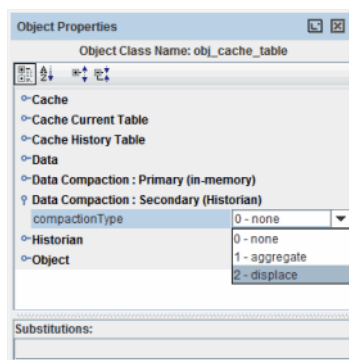 Object Properties
Object Class Name: obj_cache_table
Cache
Cache Current Table
Cache History Table
Data
Data Compaction : Primary (in-memory)
Data Compaction : Secondary (Historian)
compactionType 0 - none
Historian 0 - none
1 - aggregate
Object 2 - displace
Substitutions: